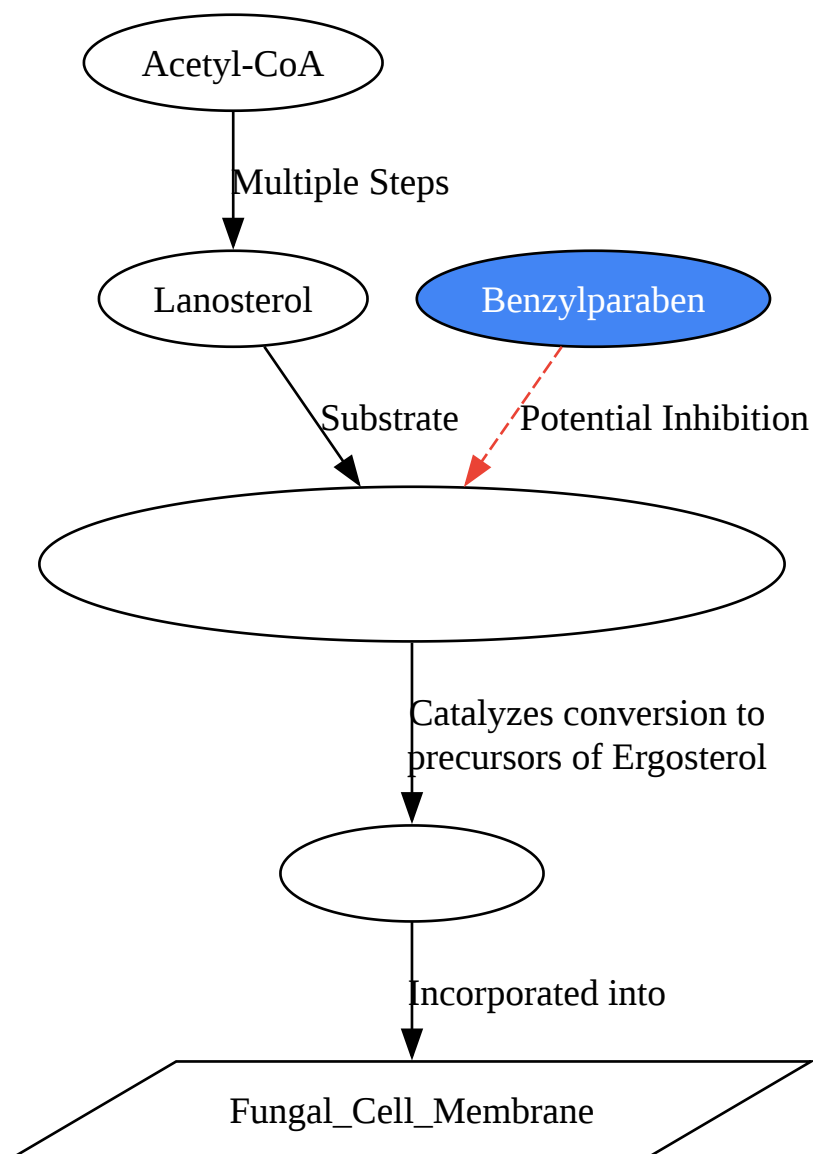 Acetyl-CoA
Multiple Steps
Lanosterol
Benzylparaben
Substrate
Potential Inhibition
Catalyzes conversion to
precursors of Ergosterol
Incorporated into
Fungal_Cell_Membrane